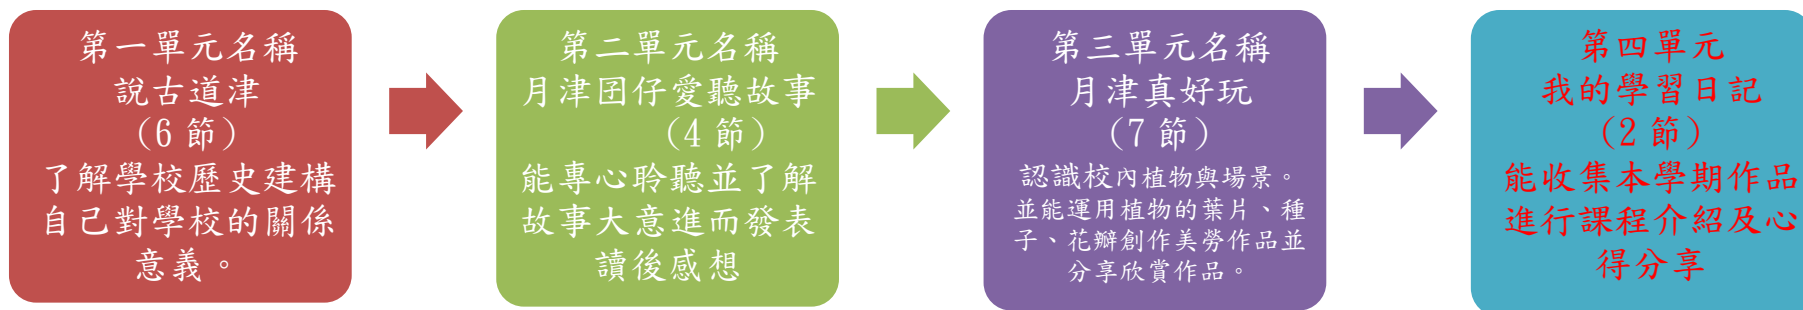 第一單元名稱
說古道津
(6 節)
了解學校歷史建構
自己對學校的關係
意義。
第二單元名稱
月津囝仔愛聽故事
(4 節)
能專心聆聽並了解
故事大意進而發表
讀後感想
第三單元名稱
月津真好玩
(7 節)
認識校內植物與場景。
並能運用植物的葉片、種
子、花瓣創作美勞作品並
分享欣賞作品。
第四單元
我的學習日記
(2 節)
能收集本學期作品
進行課程介紹及心
得分享